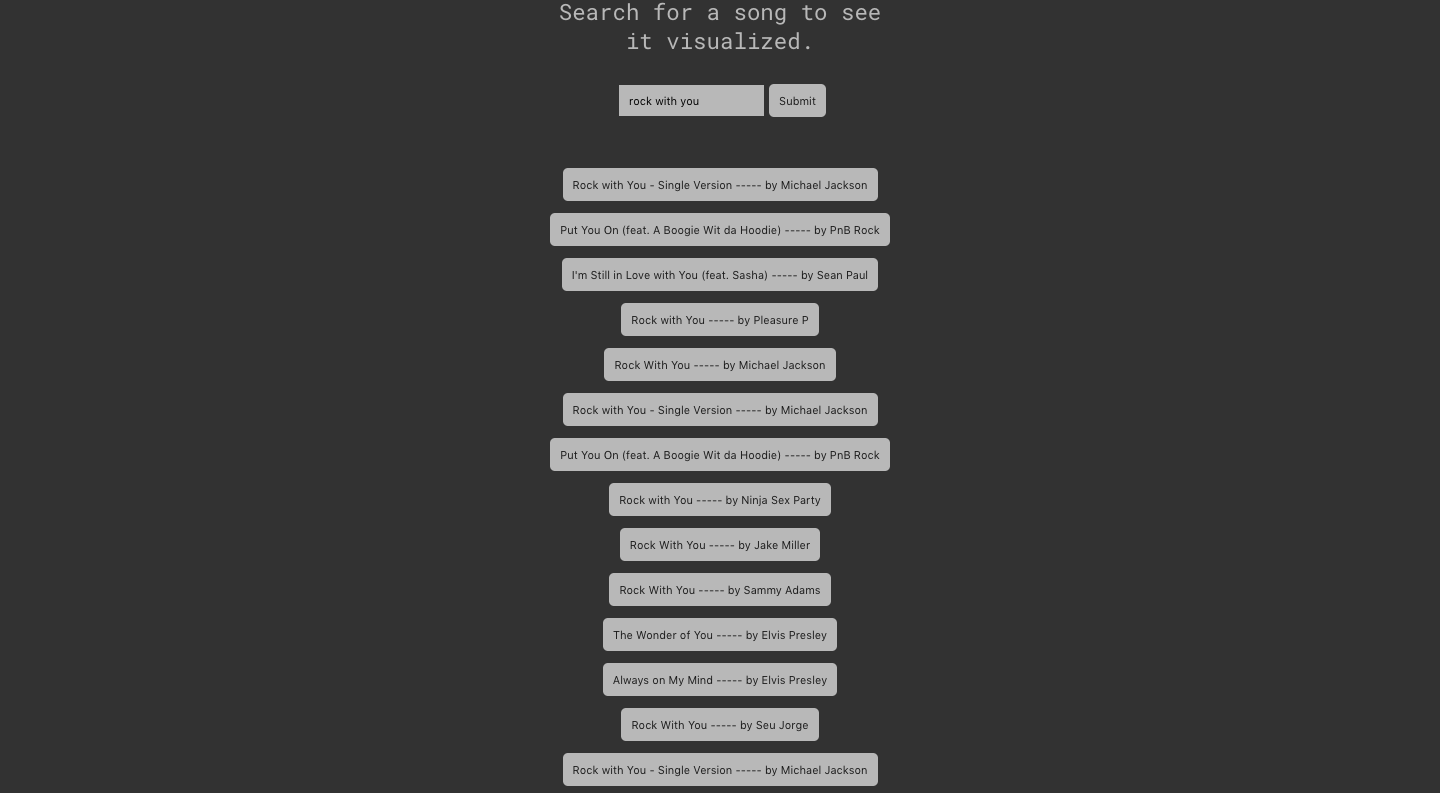 Search for a song to see
it visualized.
rock with you
Submit
Rock with You - Single Version ----- by Michael Jackson
Put You On (feat. A Boogie Wit da Hoodie) ----- by PnB Rock
I'm Still in Love with You (feat. Sasha) ----- by Sean Paul
Rock with You ----- by Pleasure P
Rock With You ----- by Michael Jackson
Rock with You - Single Version ----- by Michael Jackson
Put You On (feat. A Boogie Wit da Hoodie) ----- by PnB Rock
Rock with You ----- by Ninja Sex Party
Rock With You ----- by Jake Miller
Rock With You ----- by Sammy Adams
The Wonder of You ----- by Elvis Presley
Always on My Mind ----- by Elvis Presley
Rock With You ----- by Seu Jorge
Rock with You - Single Version ----- by Michael Jackson